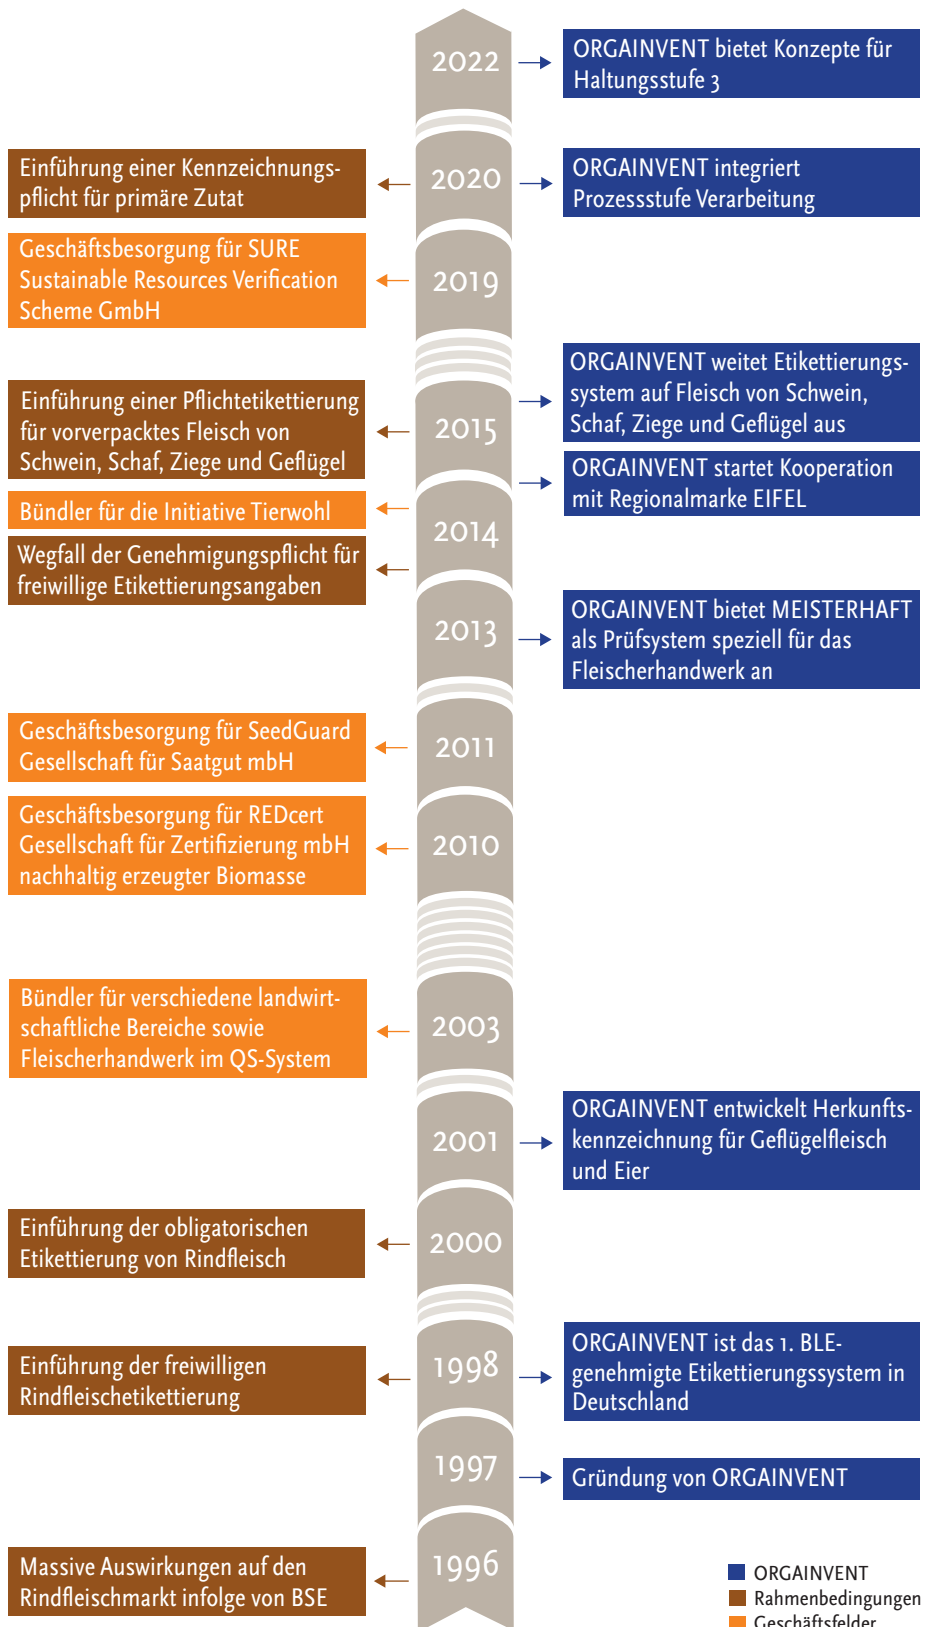 2022
ORGAINVENT bietet Konzepte für
Haltungsstufe 3
Einführung einer Kennzeichnungs-
pflicht für primäre Zutat
2020
ORGAINVENT integriert
Prozessstufe Verarbeitung
Geschäftsbesorgung für SURE
Sustainable Resources Verification
Scheme GmbH
2019
ORGAINVENT weitet Etikettierungs-
system auf Fleisch von Schwein,
Schaf, Ziege und Geflügel aus
Einführung einer Pflichtetikettierung
für vorverpacktes Fleisch von
Schwein, Schaf, Ziege und Geflügel
2015
ORGAINVENT startet Kooperation
mit Regionalmarke EIFEL
Bündler für die Initiative Tierwohl
2014
Wegfall der Genehmigungspflicht für
freiwillige Etikettierungsangaben
2013
ORGAINVENT bietet MEISTERHAFT
als Prüfsystem speziell für das
Fleischerhandwerk an
Geschäftsbesorgung für SeedGuard
Gesellschaft für Saatgut mbH
2011
Geschäftsbesorgung für REDcert
Gesellschaft für Zertifizierung mbH
nachhaltig erzeugter Biomasse
2010
Bündler für verschiedene landwirt-
schaftliche Bereiche sowie
Fleischerhandwerk im QS-System
2003
2001
ORGAINVENT entwickelt Herkunfts-
kennzeichnung für Geflügelfleisch
und Eier
Einführung der obligatorischen
Etikettierung von Rindfleisch
2000
Einführung der freiwilligen
Rindfleischetikettierung
1998
ORGAINVENT ist das 1. BLE-
genehmigte Etikettierungssystem in
Deutschland
1997
Gründung von ORGAINVENT
Massive Auswirkungen auf den
Rindfleischmarkt infolge von BSE
1996
ORGAINVENT
Rahmenbedingungen
Geschäftsfelder